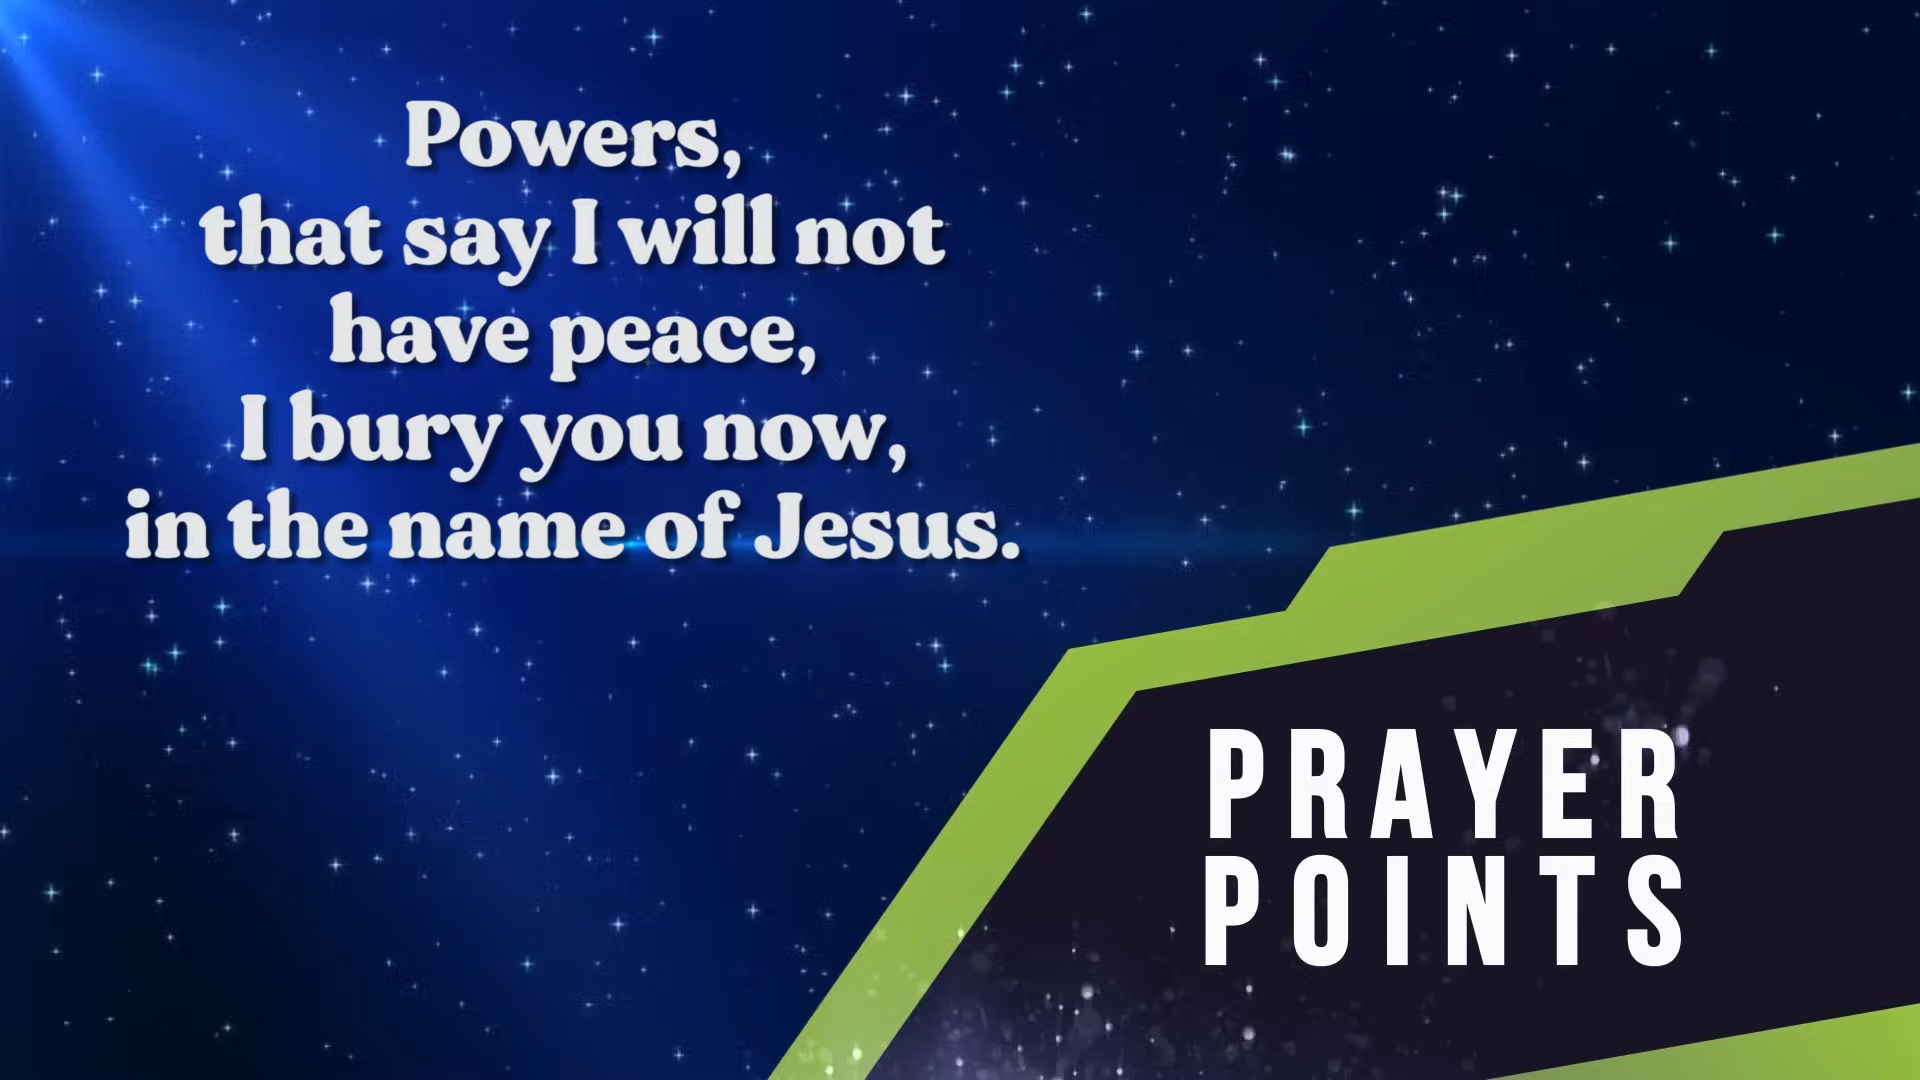 Powers,
that say I will not
have peace,
I bury you now,
in the name of Jesus.
PRAYER
POINTS